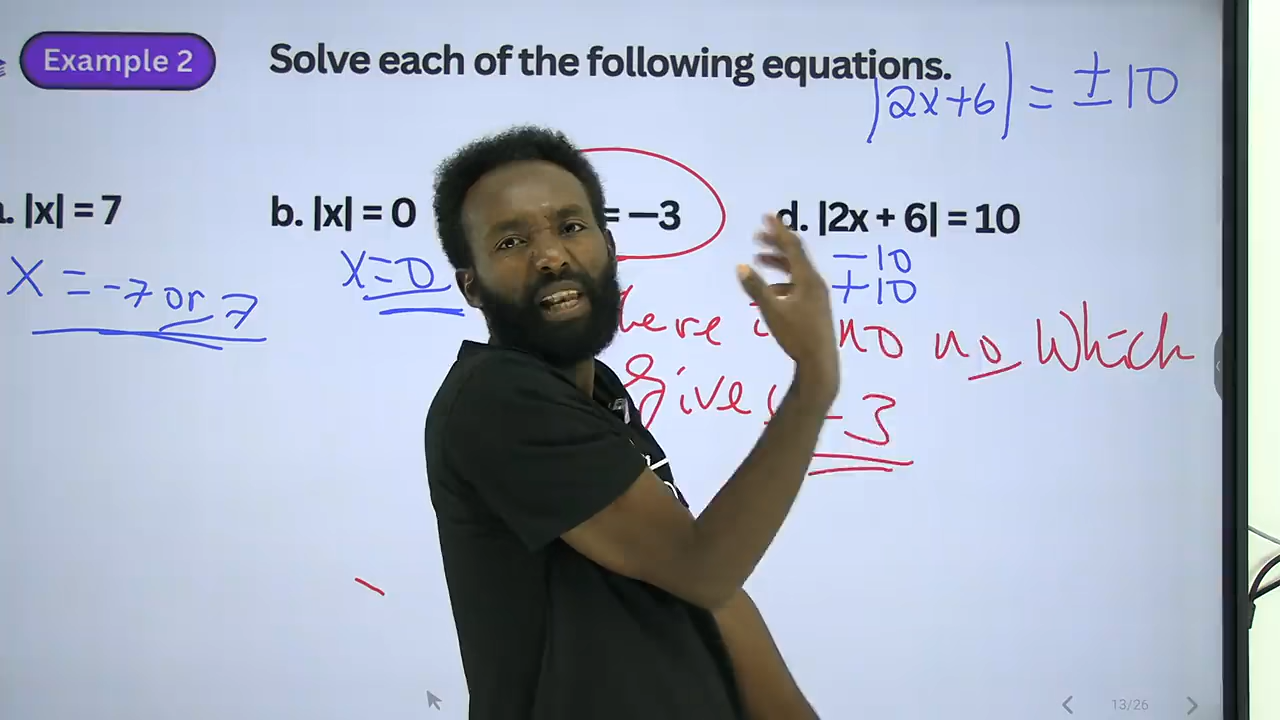 Example 2
Solve each of the following equations.
|2x+6| = ±10
. |x| = 7
b. |x| = 0
= −3
d. |2x + 6| = 10
x = -7 or 7
x=0
-10
+10
no no which
give -3
13/26